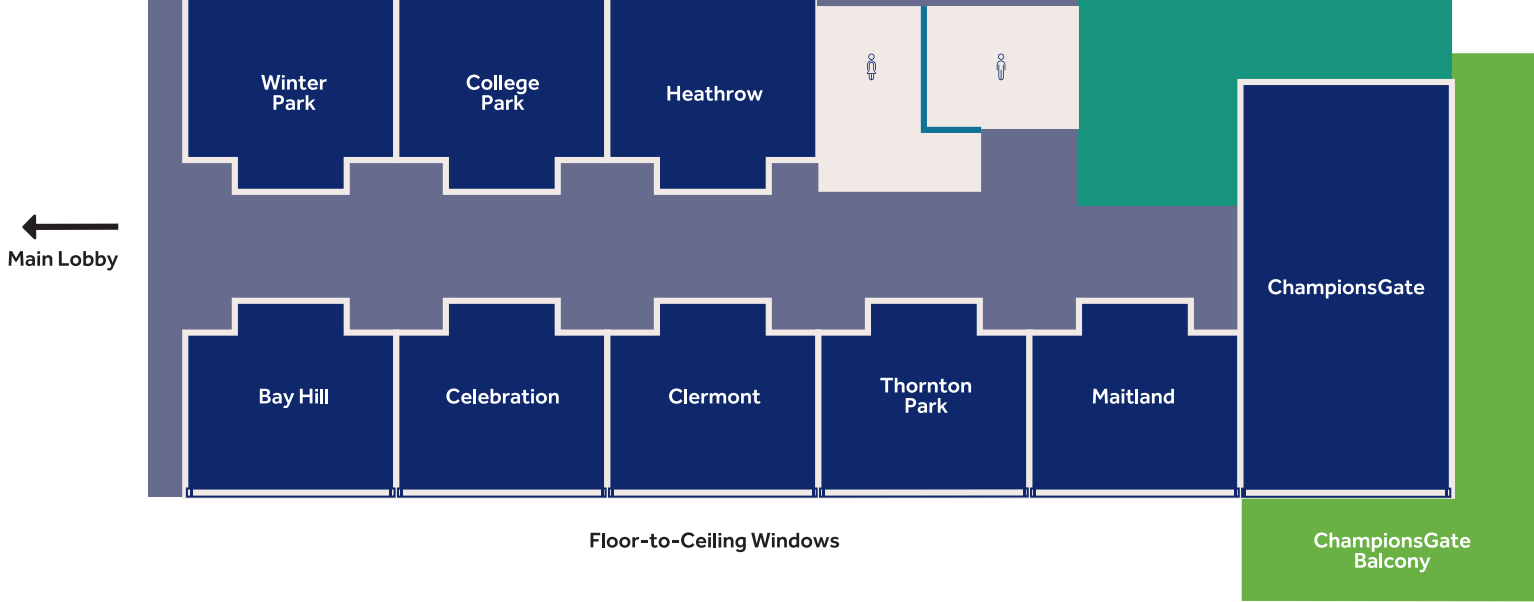 Winter
Park
College
Park
Heathrow
Main Lobby
ChampionsGate
Bay Hill
Celebration
Clermont
Thornton
Park
Maitland
Floor-to-Ceiling Windows
ChampionsGate
Balcony